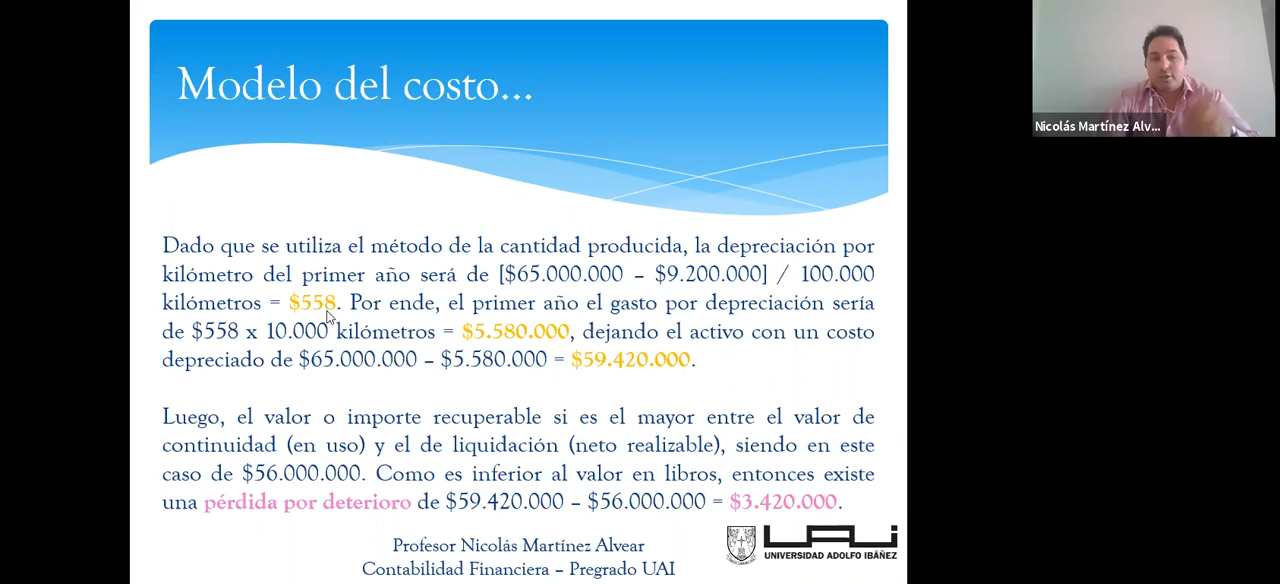 Modelo del costo...
Nicolás Martínez Alv...
Dado que se utiliza el método de la cantidad producida, la depreciación por
kilómetro del primer año será de [$65.000.000 – $9.200.000] / 100.000
kilómetros = $558. Por ende, el primer año el gasto por depreciación sería
de $558 x 10.000 kilómetros = $5.580.000, dejando el activo con un costo
depreciado de $65.000.000 – $5.580.000 = $59.420.000.
Luego, el valor o importe recuperable si es el mayor entre el valor de
continuidad (en uso) y el de liquidación (neto realizable), siendo en este
caso de $56.000.000. Como es inferior al valor en libros, entonces existe
una pérdida por deterioro de $59.420.000 – $56.000.000 = $3.420.000.
Profesor Nicolás Martínez Alvear
Contabilidad Financiera – Pregrado UAI
UAI
UNIVERSIDAD ADOLFO IBÁÑEZ